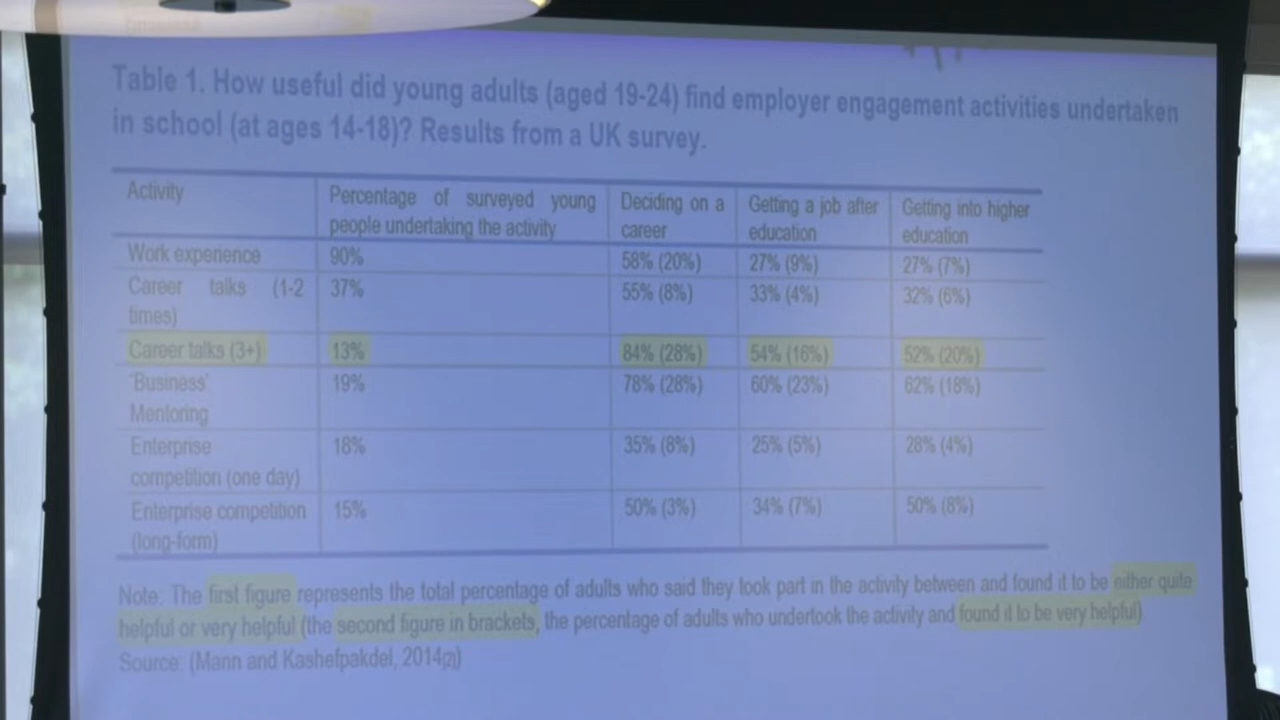 Table 1. How useful did young adults (aged 19-24) find employer engagement activities undertaken
in school (at ages 14-18)? Results from a UK survey.
Activity
Percentage of surveyed young
people undertaking the activity
Deciding on a
career
Getting a job after
education
Getting into higher
education
Work experience
90%
58% (20%)
27% (9%)
27% (7%)
Career talks (1-2
times)
37%
55% (8%)
33% (4%)
32% (6%)
Career talks (3+)
13%
84% (28%)
54% (16%)
52% (20%)
'Business'
Mentoring
19%
78% (28%)
60% (23%)
62% (18%)
Enterprise
competition (one day)
18%
35% (8%)
25% (5%)
28% (4%)
Enterprise competition
(long-form)
15%
50% (3%)
34% (7%)
50% (8%)
Note: The first figure represents the total percentage of adults who said they took part in the activity between and found it to be either quite
helpful or very helpful (the second figure in brackets, the percentage of adults who undertook the activity and found it to be very helpful)
Source: (Mann and Kashefpakdel, 2014(2))